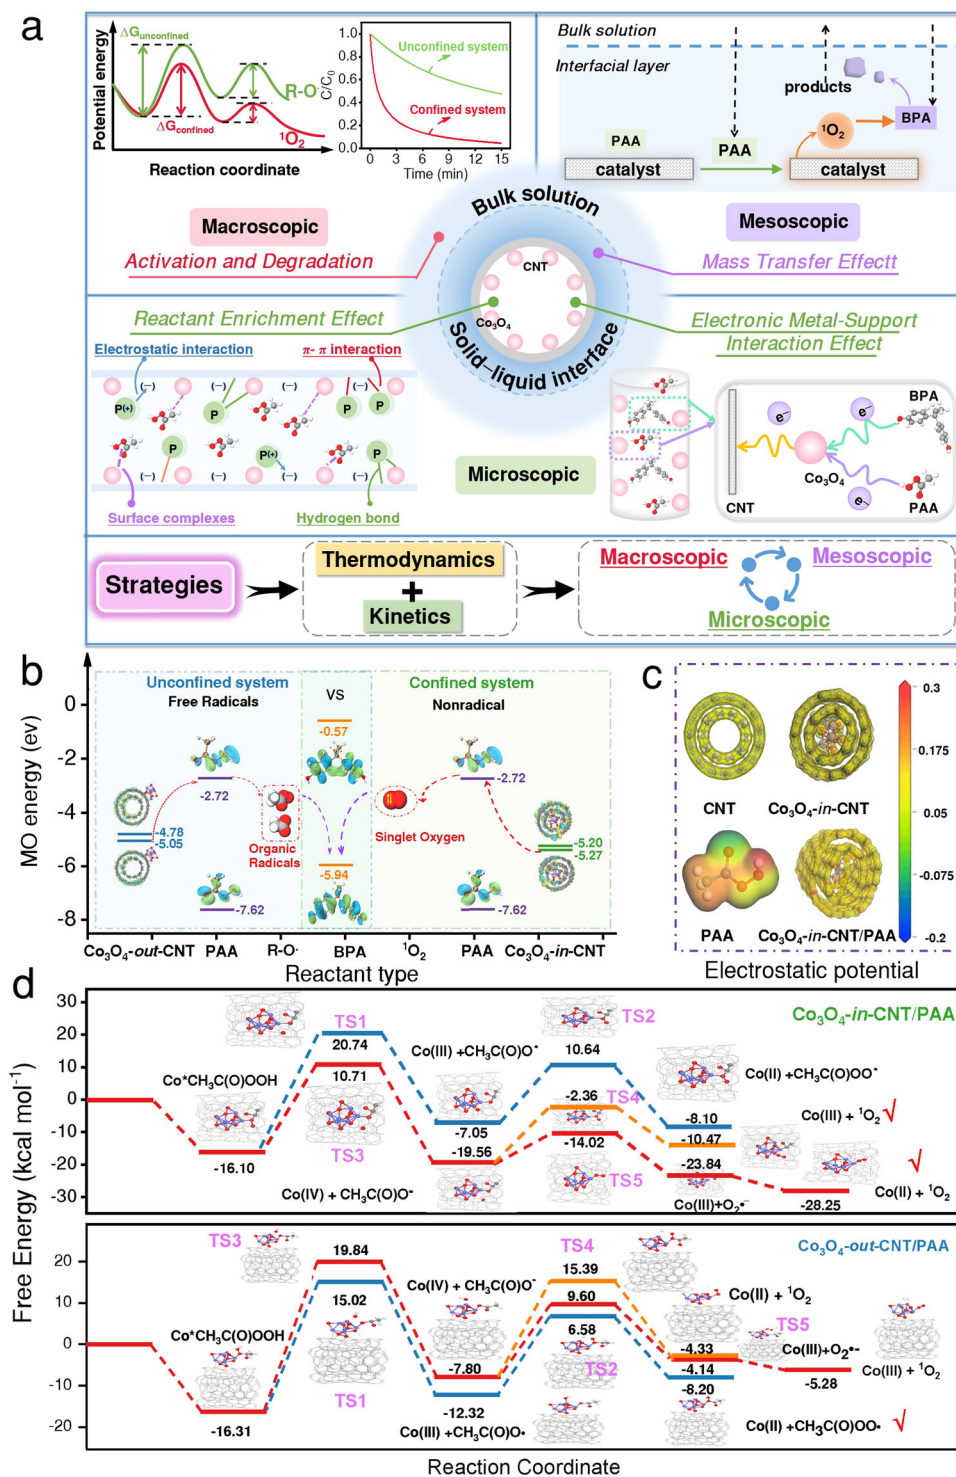 a
Potential energy
ΔG_unconfined
ΔG_confined
R-O·
¹O₂
Reaction coordinate
C/C₀
1.0
0.8
0.6
0.4
0.2
0.0
Unconfined system
Confined system
0 3 6 9 12 15
Time (min)
Bulk solution
Interfacial layer
products
¹O₂
BPA
PAA
PAA
catalyst
catalyst
Macroscopic
Activation and Degradation
Bulk solution
CNT
Co₃O₄
Solid–liquid interface
Mesoscopic
Mass Transfer Effectt
Reactant Enrichment Effect
Electronic Metal-Support
Interaction Effect
Electrostatic interaction
π- π interaction
(−) (−) (−) (−)
P(+) P P P
P P(+) P
(−) (−) (−) (−)
Surface complexes
Hydrogen bond
Microscopic
BPA
e⁻
e⁻
e⁻
Co₃O₄
CNT
PAA
Strategies
Thermodynamics
+
Kinetics
Macroscopic
Mesoscopic
Microscopic
b
MO energy (ev)
0
-2
-4
-6
-8
Unconfined system
Free Radicals
VS
Confined system
Nonradical
-0.57
-2.72
-2.72
-4.78
-5.05
Organic
Radicals
Singlet Oxygen
-5.20
-5.27
-5.94
-7.62
-7.62
Co₃O₄-out-CNT
PAA
R-O·
BPA
¹O₂
PAA
Co₃O₄-in-CNT
Reactant type
c
CNT
Co₃O₄-in-CNT
PAA
Co₃O₄-in-CNT/PAA
0.3
0.175
0.05
-0.075
-0.2
Electrostatic potential
d
Free Energy (kcal mol⁻¹)
30
20
10
0
-10
-20
-30
Co₃O₄-in-CNT/PAA
TS1
20.74
TS2
10.64
Co(III) +CH₃C(O)O•
Co*CH₃C(O)OOH
10.71
Co(II) +CH₃C(O)OO•
-2.36
TS4
-8.10
Co(III) + ¹O₂ √
-7.05
-10.47
-16.10
TS3
-19.56
-14.02
-23.84
√
Co(IV) + CH₃C(O)O⁻
TS5
Co(III)+O₂•⁻
Co(II) + ¹O₂
-28.25
20
10
0
-10
-20
Co₃O₄-out-CNT/PAA
TS3
19.84
TS4
15.39
15.02
Co(IV) + CH₃C(O)O⁻
9.60
Co(II) + ¹O₂
Co*CH₃C(O)OOH
6.58
TS5
-4.33
Co(III)+O₂•-
-7.80
TS2
-4.14
Co(III) + ¹O₂
-5.28
TS1
-12.32
-8.20
-16.31
Co(III) +CH₃C(O)O•
Co(II) +CH₃C(O)OO• √
Reaction Coordinate